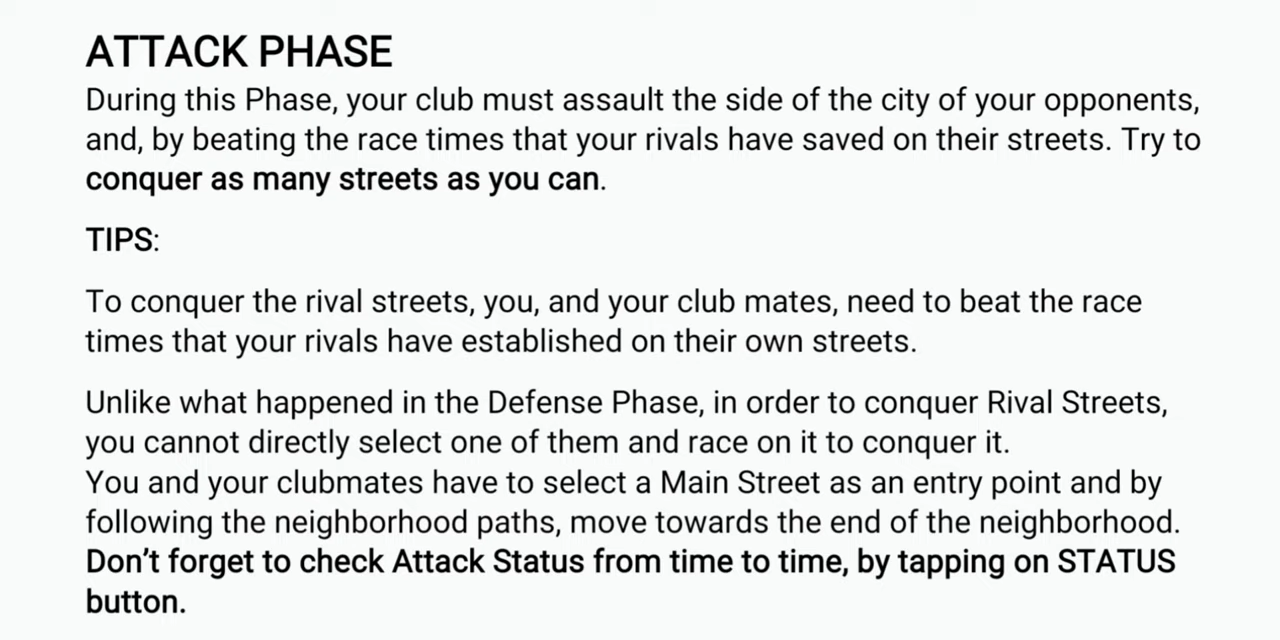 ATTACK PHASE
During this Phase, your club must assault the side of the city of your opponents,
and, by beating the race times that your rivals have saved on their streets. Try to
conquer as many streets as you can.
TIPS:
To conquer the rival streets, you, and your club mates, need to beat the race
times that your rivals have established on their own streets.
Unlike what happened in the Defense Phase, in order to conquer Rival Streets,
you cannot directly select one of them and race on it to conquer it.
You and your clubmates have to select a Main Street as an entry point and by
following the neighborhood paths, move towards the end of the neighborhood.
Don’t forget to check Attack Status from time to time, by tapping on STATUS
button.